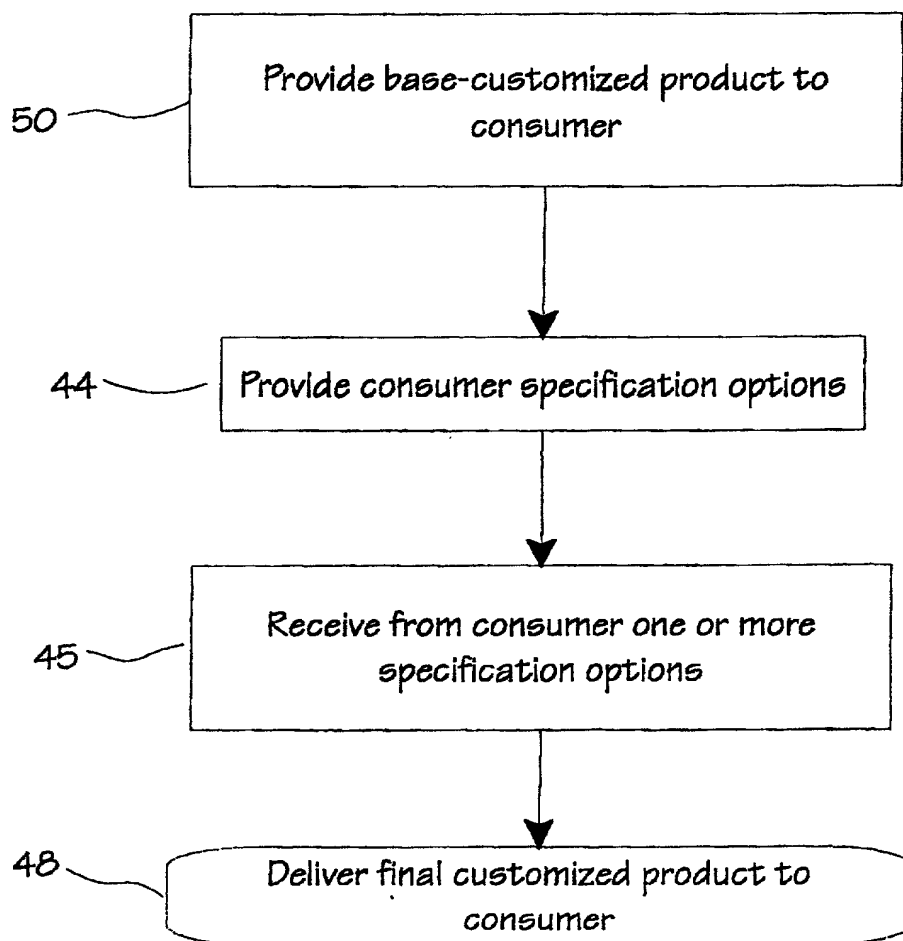 50
Provide base-customized product to
consumer
44
Provide consumer specification options
45
Receive from consumer one or more
specification options
48
Deliver final customized product to
consumer